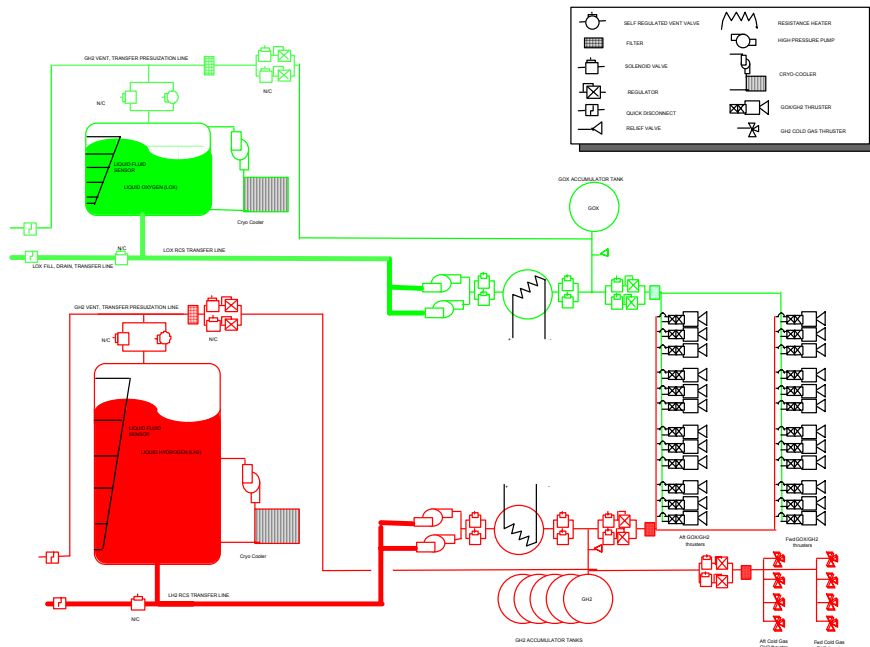 SELF REGULATED VENT VALVE
RESISTANCE HEATER
FILTER
HIGH PRESSURE PUMP
SOLENOID VALVE
CRYO-COOLER
REGULATOR
GOX/GH2 THRUSTER
QUICK DISCONNECT
RELIEF VALVE
GH2 COLD GAS THRUSTER
GH2 VENT, TRANSFER PRESUIZATION LINE
N/C
N/C
LIQUID FLUID
SENSOR
LIQUID OXYGEN (LOX)
Cryo Cooler
GOX ACCUMULATOR TANK
GOX
N/C
LOX RCS TRANSFER LINE
LOX FILL, DRAIN, TRANSFER LINE
GH2 VENT, TRANSFER PRESUIZATION LINE
N/C
N/C
+
-
LIQUID FLUID
SENSOR
LIQUID HYDROGEN (LH2)
+
-
Cryo Cooler
Aft GOX/GH2
thrusters
Fwd GOX/GH2
thrusters
LH2 RCS TRANSFER LINE
N/C
GH2
GH2 ACCUMULATOR TANKS
Aft Cold Gas
GH2 thruster
Fwd Cold Gas